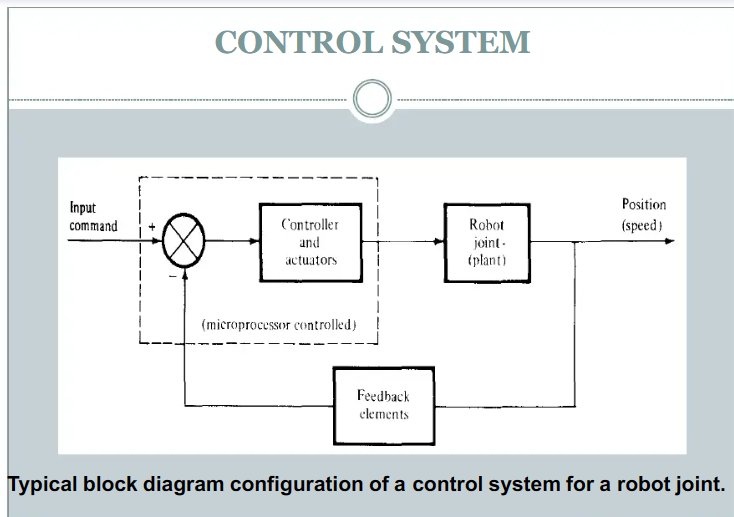 CONTROL SYSTEM
Input
command
+
Controller
and
actuators
Robot
joint-
(plant)
Position
(speed)
−
(microprocessor controlled)
Feedback
elements
Typical block diagram configuration of a control system for a robot joint.